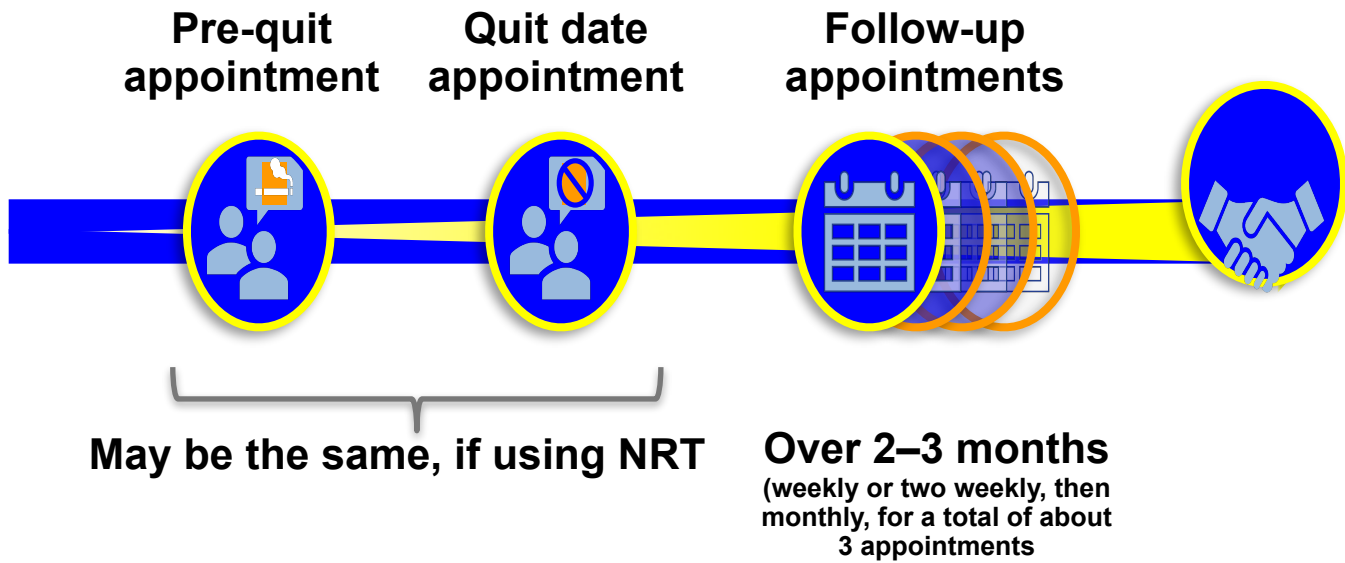 Pre-quit
appointment
Quit date
appointment
Follow-up
appointments
May be the same, if using NRT
Over 2–3 months
(weekly or two weekly, then
monthly, for a total of about
3 appointments